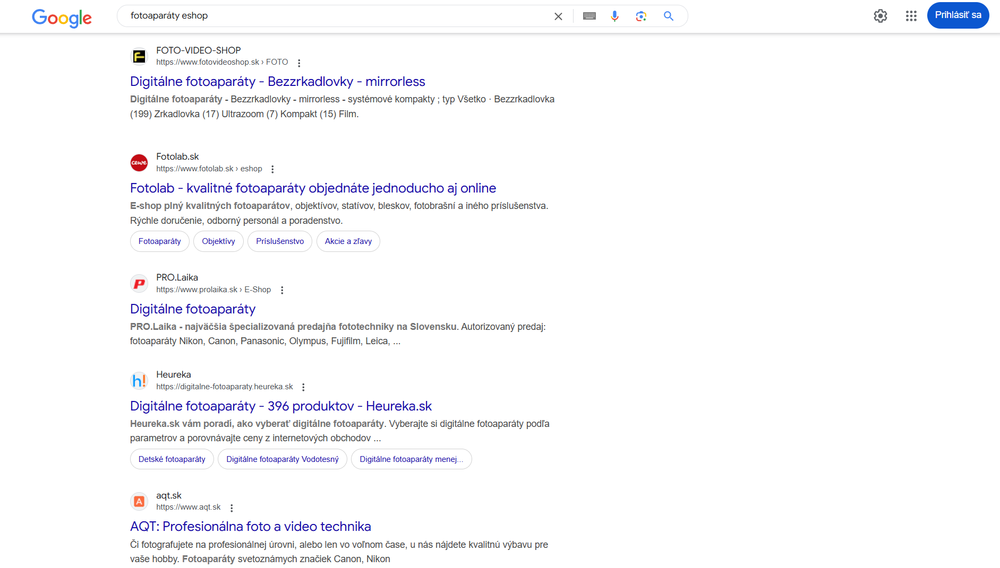 Google
fotoaparáty eshop
Prihlásiť sa
FOTO-VIDEO-SHOP
https://www.fotovideoshop.sk › FOTO
Digitálne fotoaparáty - Bezzrkadlovky - mirrorless
Digitálne fotoaparáty - Bezzrkadlovky - mirrorless - systémové kompakty ; typ Všetko · Bezzrkadlovka
(199) Zrkadlovka (17) Ultrazoom (7) Kompakt (15) Film.
cewe
Fotolab.sk
https://www.fotolab.sk › eshop
Fotolab - kvalitné fotoaparáty objednáte jednoducho aj online
E-shop plný kvalitných fotoaparátov, objektívov, statívov, bleskov, fotobrašní a iného príslušenstva.
Rýchle doručenie, odborný personál a poradenstvo.
Fotoaparáty
Objektívy
Príslušenstvo
Akcie a zľavy
PRO.Laika
https://www.prolaika.sk › E-Shop
Digitálne fotoaparáty
PRO.Laika - najväčšia špecializovaná predajňa fototechniky na Slovensku. Autorizovaný predaj:
fotoaparáty Nikon, Canon, Panasonic, Olympus, Fujifilm, Leica, ...
h!
Heureka
https://digitalne-fotoaparaty.heureka.sk
Digitálne fotoaparáty - 396 produktov - Heureka.sk
Heureka.sk vám poradí, ako vyberať digitálne fotoaparáty. Vyberajte si digitálne fotoaparáty podľa
parametrov a porovnávajte ceny z internetových obchodov ...
Detské fotoaparáty
Digitálne fotoaparáty Vodotesný
Digitálne fotoaparáty menej...
A
aqt.sk
https://www.aqt.sk
AQT: Profesionálna foto a video technika
Či fotografujete na profesionálnej úrovni, alebo len vo voľnom čase, u nás nájdete kvalitnú výbavu pre
vaše hobby. Fotoaparáty svetoznámych značiek Canon, Nikon